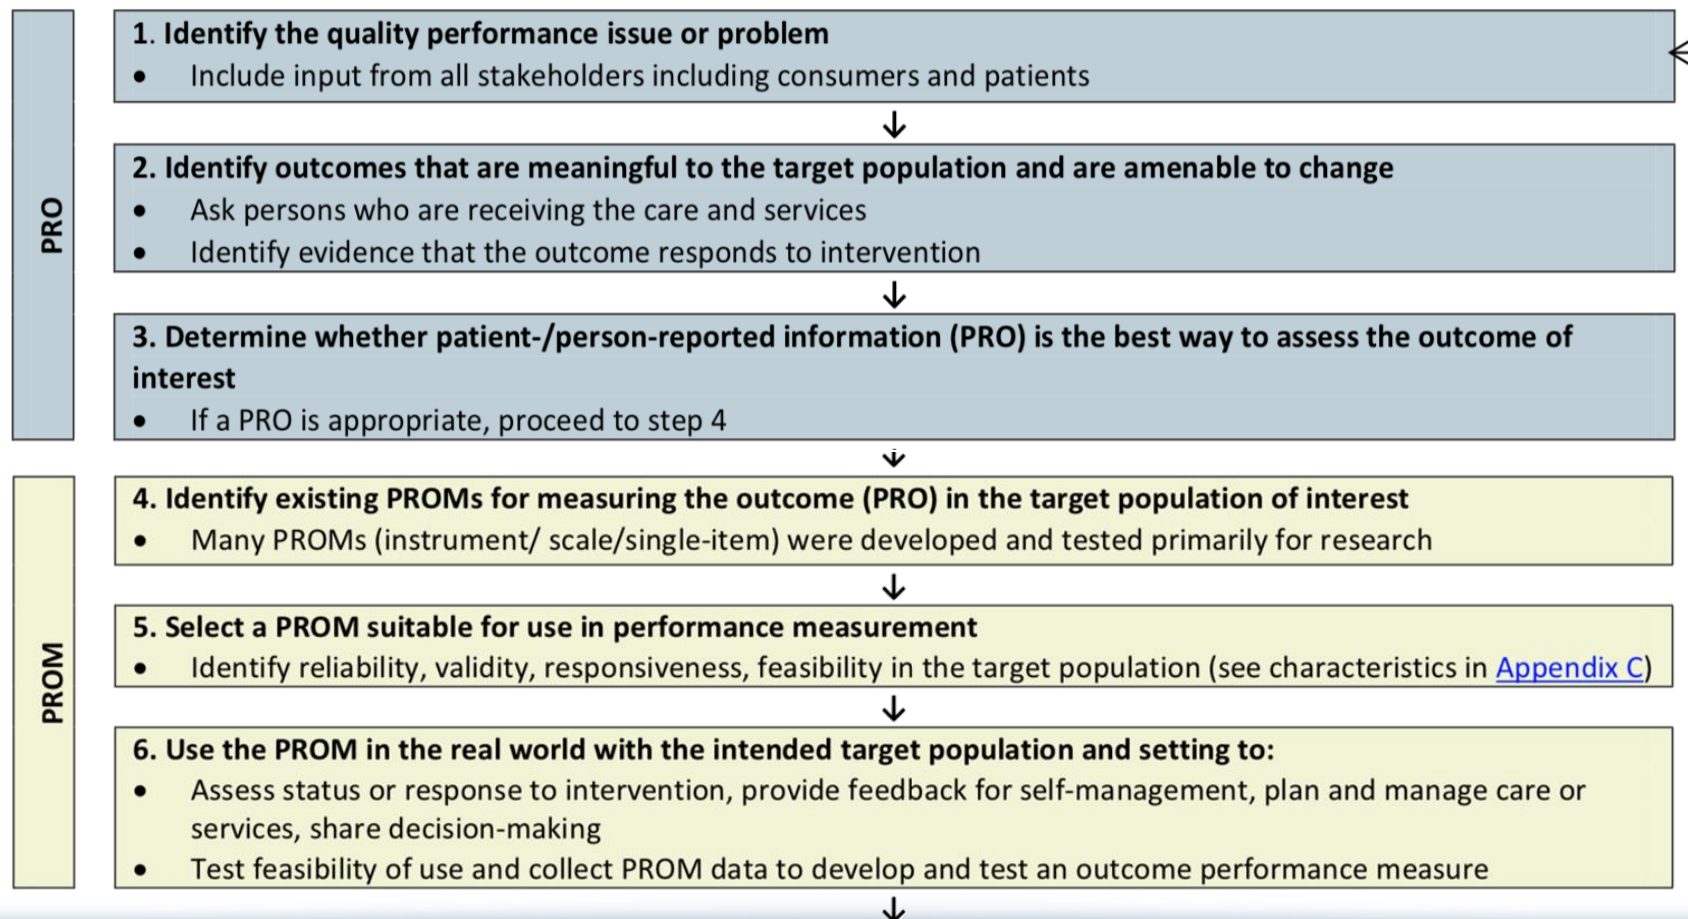 PRO
1. Identify the quality performance issue or problem
• Include input from all stakeholders including consumers and patients
2. Identify outcomes that are meaningful to the target population and are amenable to change
• Ask persons who are receiving the care and services
• Identify evidence that the outcome responds to intervention
3. Determine whether patient-/person-reported information (PRO) is the best way to assess the outcome of
interest
• If a PRO is appropriate, proceed to step 4
PROM
4. Identify existing PROMs for measuring the outcome (PRO) in the target population of interest
• Many PROMs (instrument/ scale/single-item) were developed and tested primarily for research
5. Select a PROM suitable for use in performance measurement
• Identify reliability, validity, responsiveness, feasibility in the target population (see characteristics in Appendix C)
6. Use the PROM in the real world with the intended target population and setting to:
• Assess status or response to intervention, provide feedback for self-management, plan and manage care or
services, share decision-making
• Test feasibility of use and collect PROM data to develop and test an outcome performance measure